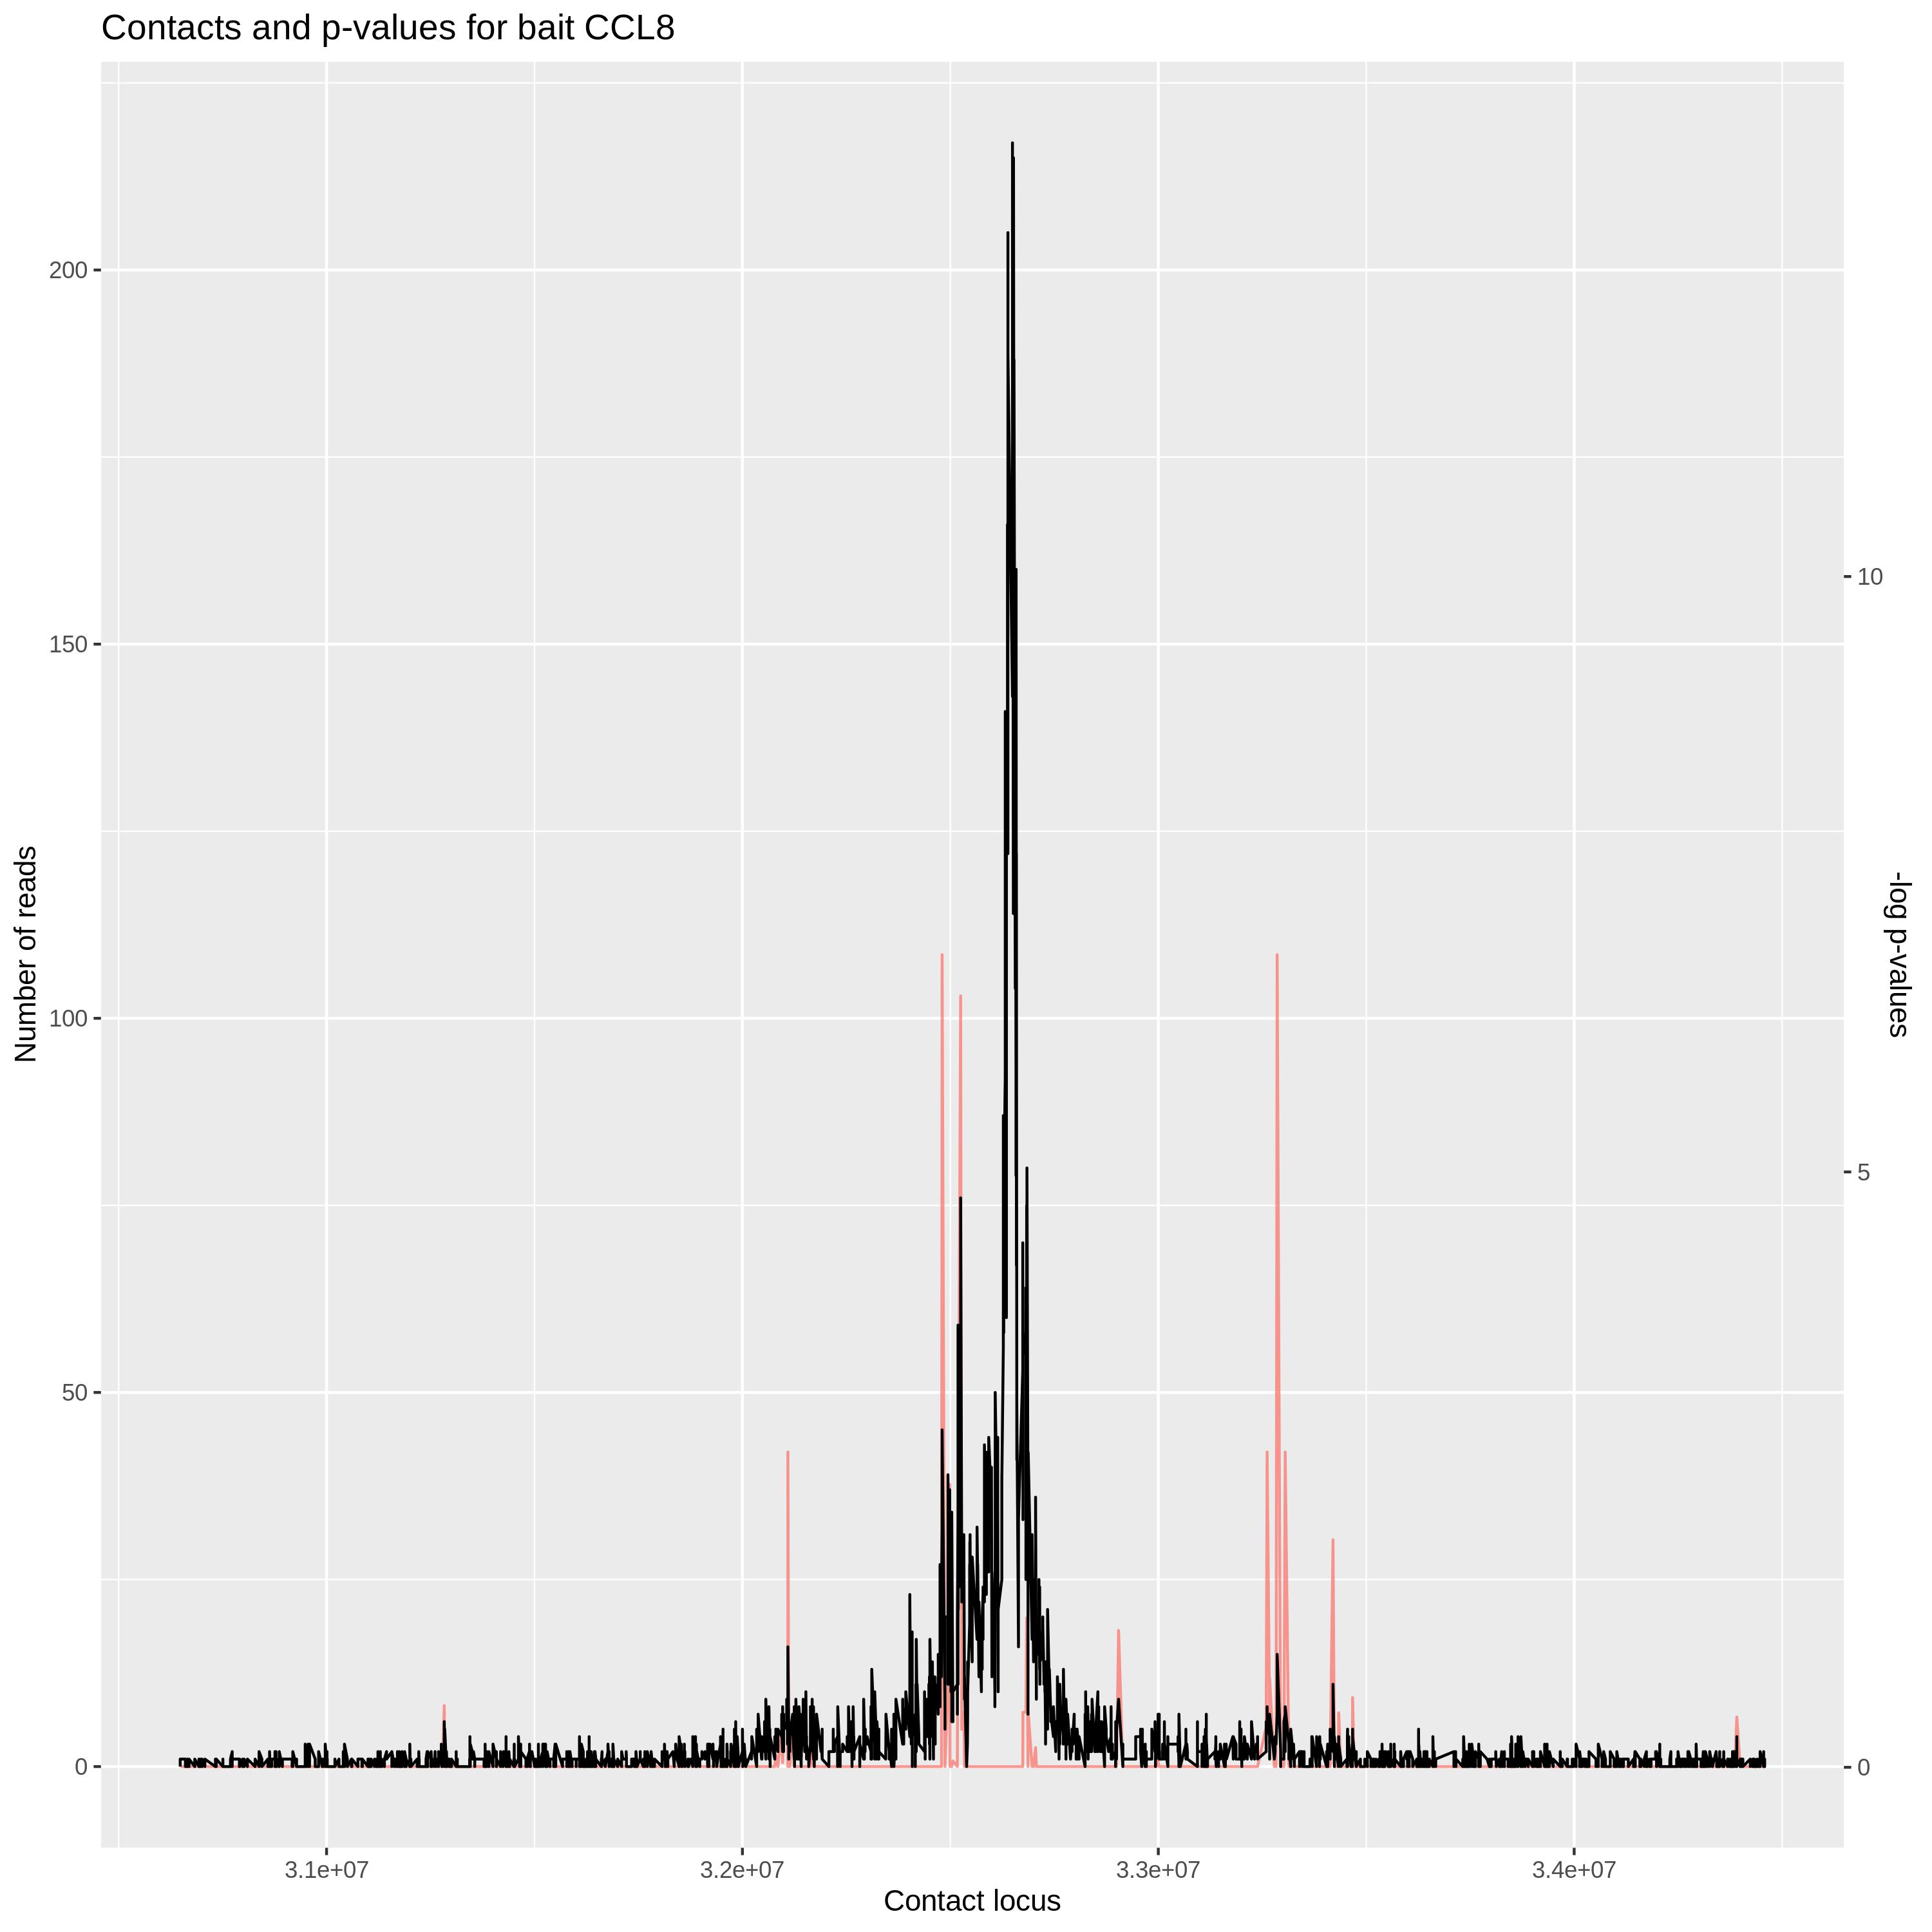 Contacts and p-values for bait CCL8
200
150
100
50
0
Number of reads
10
5
0
-log p-values
3.1e+07
3.2e+07
3.3e+07
3.4e+07
Contact locus